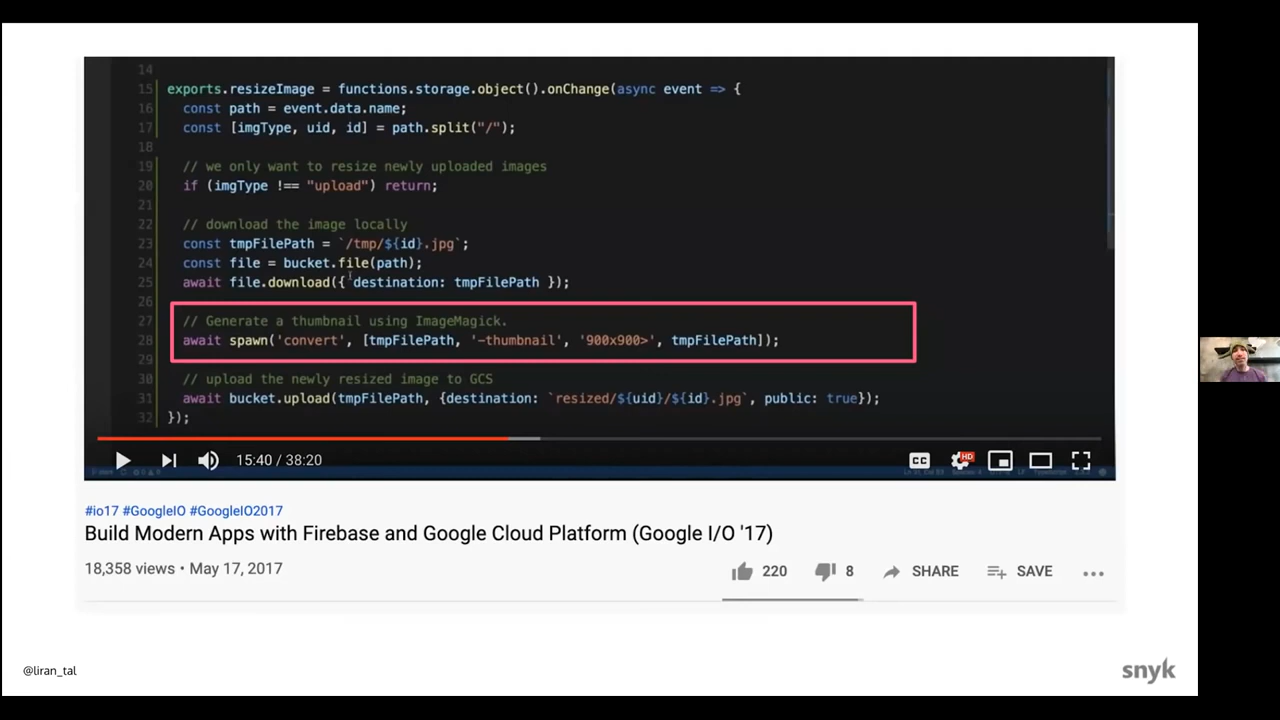 14
15 exports.resizeImage = functions.storage.object().onChange(async event => {
16 const path = event.data.name;
17 const [imgType, uid, id] = path.split("/");
18
19 // we only want to resize newly uploaded images
20 if (imgType !== "upload") return;
21
22 // download the image locally
23 const tmpFilePath = `/tmp/${id}.jpg`;
24 const file = bucket.file(path);
25 await file.download({ destination: tmpFilePath });
26
27 // Generate a thumbnail using ImageMagick.
28 await spawn('convert', [tmpFilePath, '-thumbnail', '900x900>', tmpFilePath]);
29
30 // upload the newly resized image to GCS
31 await bucket.upload(tmpFilePath, {destination: `resized/${uid}/${id}.jpg`, public: true});
32 });
15:40 / 38:20
CC
HD
#io17 #GoogleIO #GoogleIO2017
Build Modern Apps with Firebase and Google Cloud Platform (Google I/O '17)
18,358 views • May 17, 2017
220 8 SHARE SAVE
@liran_tal
snyk